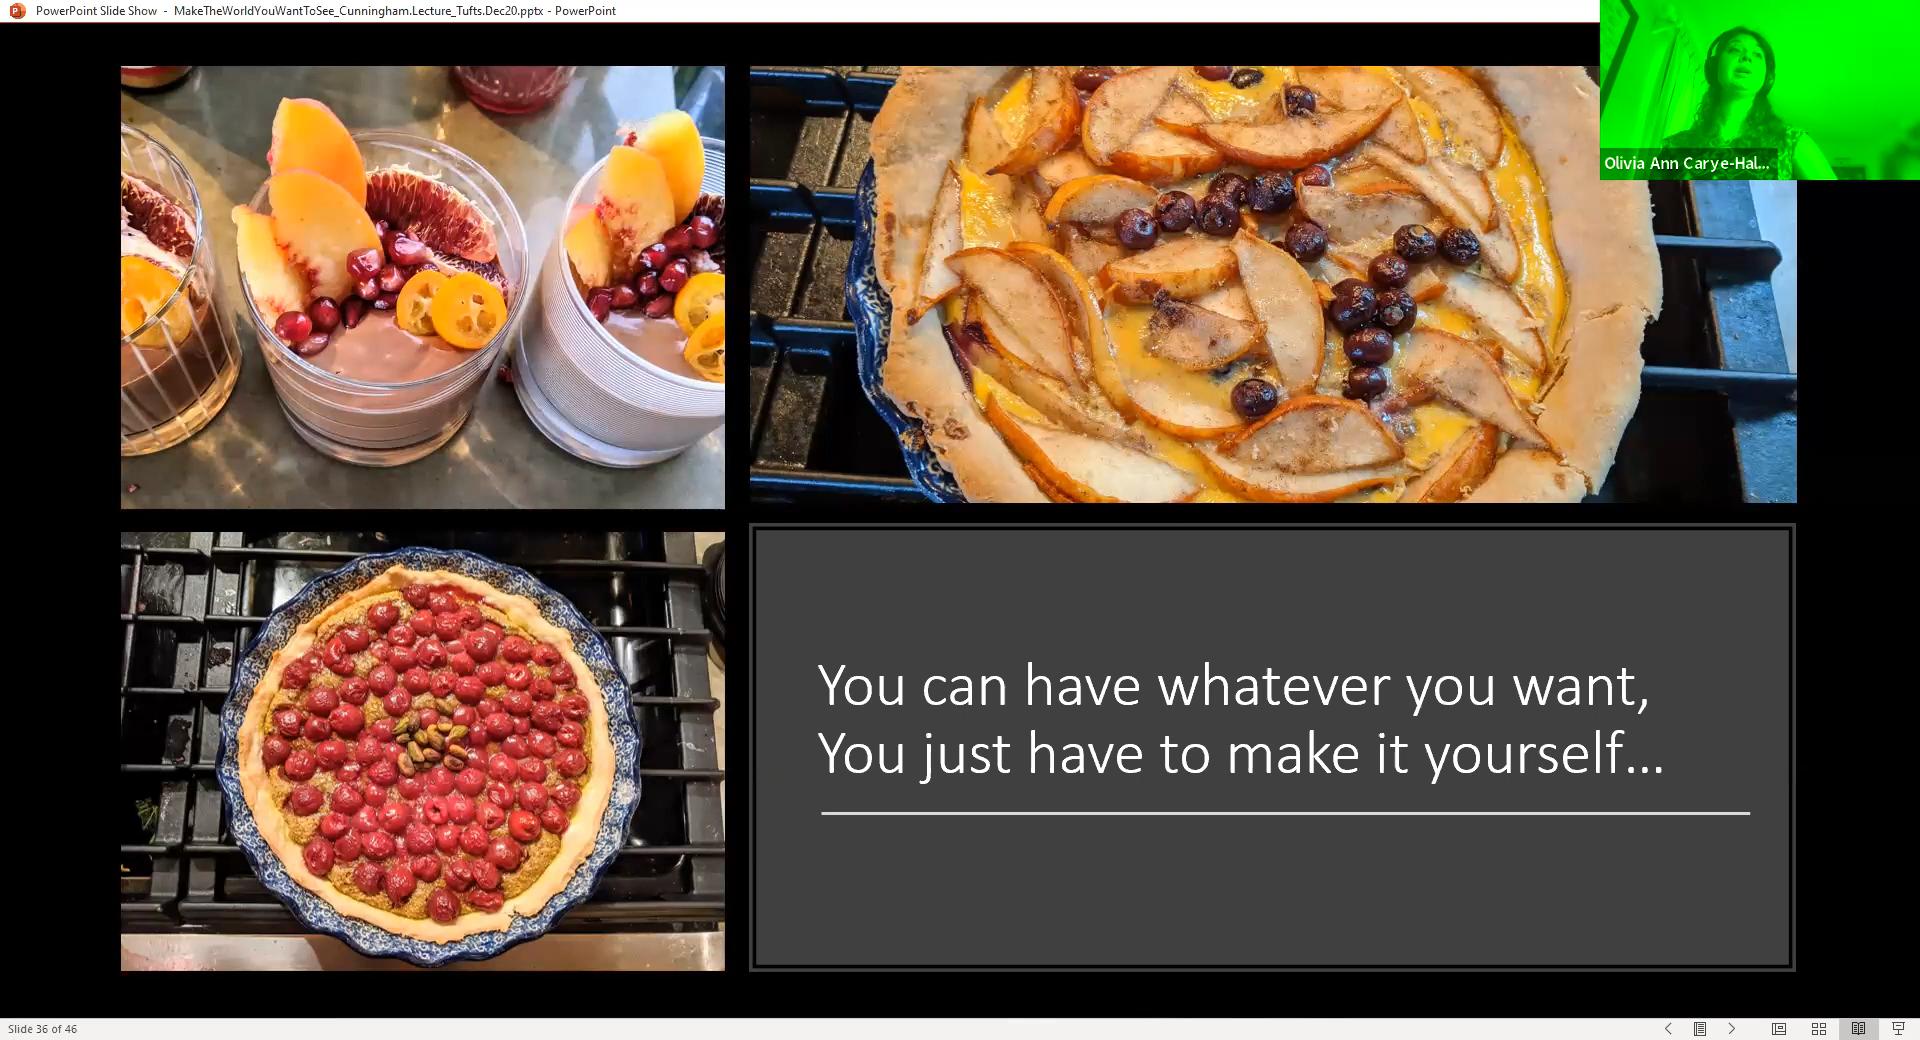 PowerPoint Slide Show - MakeTheWorldYouWantToSee_Cunningham.Lecture_Tufts.Dec20.pptx - PowerPoint
Olivia Ann Carye-Hal...
You can have whatever you want,
You just have to make it yourself...
Slide 36 of 46